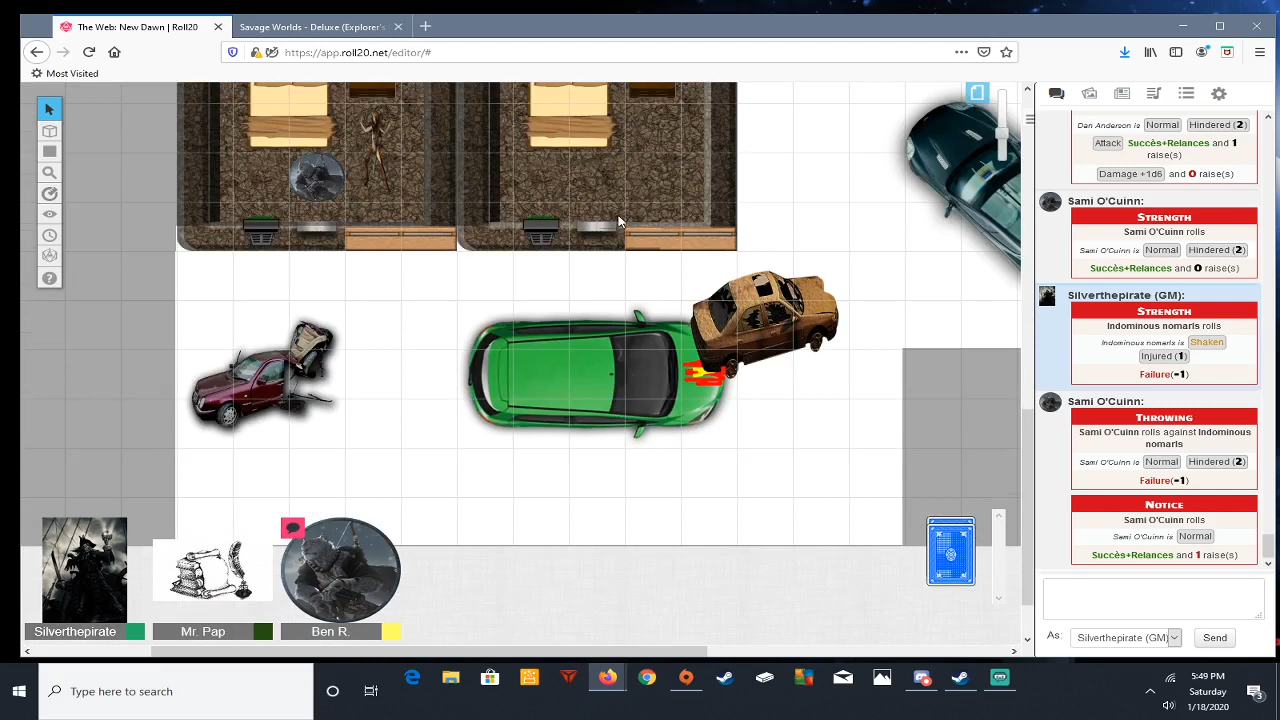 The Web: New Dawn | Roll20
Savage Worlds - Deluxe (Explorer's
https://app.roll20.net/editor/#
Most Visited
Dan Anderson is Normal Hindered (2)
Attack Succès+Relances and 1
raise(s)
Damage +1d6 and 0 raise(s)
Sami O'Cuinn:
STRENGTH
Sami O'Cuinn rolls
Sami O'Cuinn is Normal Hindered (2)
Succès+Relances and 0 raise(s)
Silverthepirate (GM):
STRENGTH
Indominous nomaris rolls
Indominous nomaris is Shaken
Injured (1)
Failure(-1)
Sami O'Cuinn:
THROWING
Sami O'Cuinn rolls against Indominous
nomaris
Sami O'Cuinn is Normal Hindered (2)
Failure(-1)
NOTICE
Sami O'Cuinn rolls
Sami O'Cuinn is Normal
Succès+Relances and 1 raise(s)
Silverthepirate
Mr. Pap
Ben R.
As: Silverthepirate (GM) Send
Type here to search
5:49 PM
Saturday
1/18/2020
3